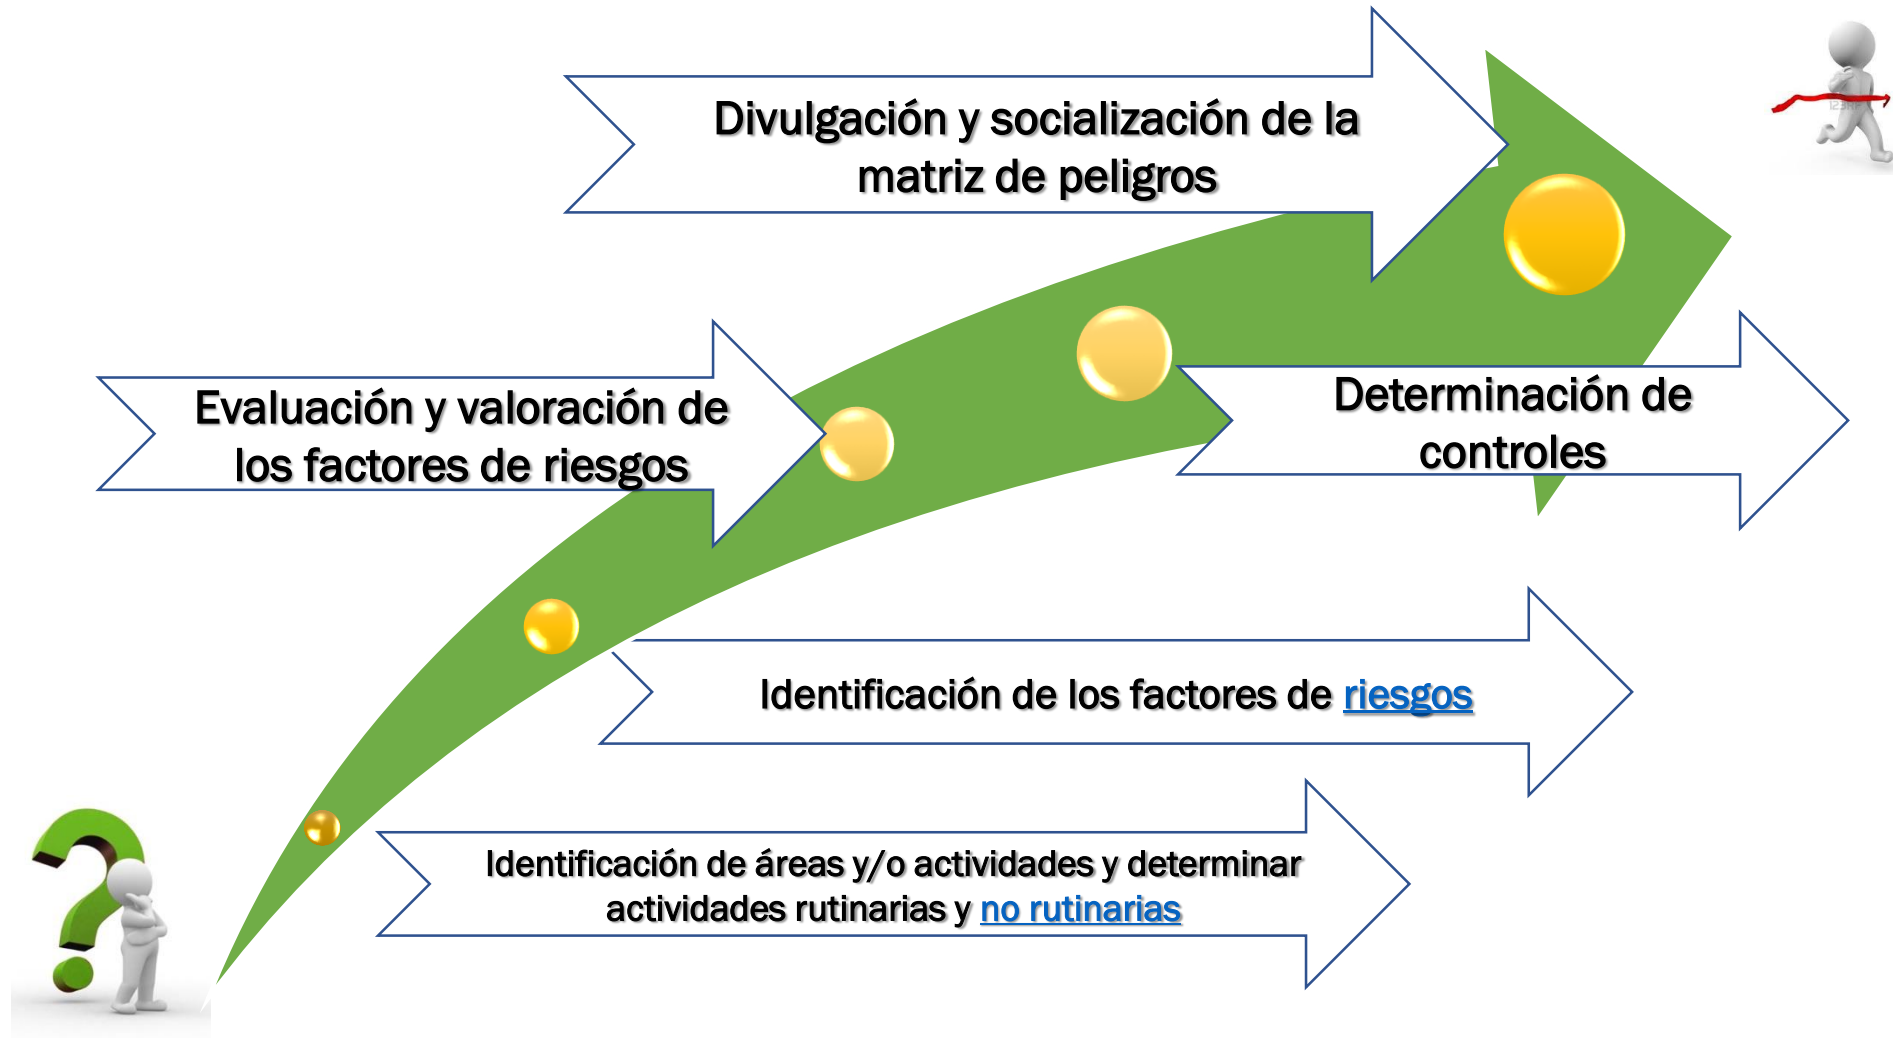 Divulgación y socialización de la
matriz de peligros
Evaluación y valoración de
los factores de riesgos
Determinación de
controles
Identificación de los factores de riesgos
Identificación de áreas y/o actividades y determinar
actividades rutinarias y no rutinarias